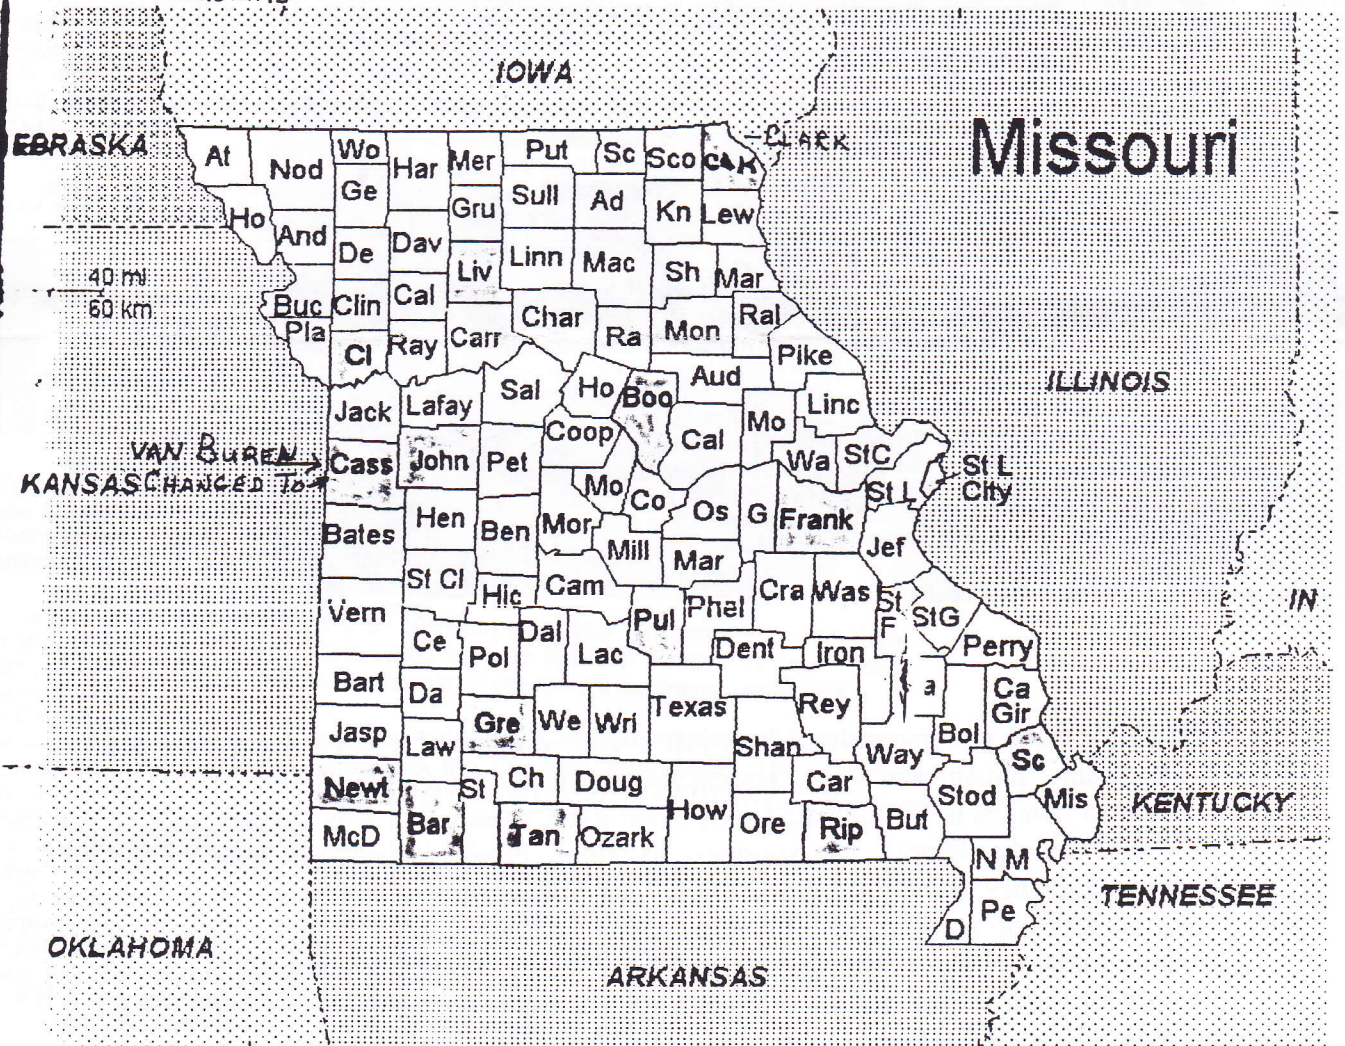 IOWA
Missouri
CLARK
EBRASKA
At
Nod
Wo
Har
Mer
Put
Sc
Sco
Ge
Sull
Ad
Kn
Lew
Gru
Ho
And
De
Dav
Liv
Linn
Mac
Sh
Mar
40 mi
60 km
Buc
Clin
Cal
Carr
Char
Ra
Mon
Ral
Pla
Cl
Ray
Pike
ILLINOIS
Jack
Lafay
Sal
Ho
Boo
Aud
Mo
Linc
Coop
Cal
VAN BUREN
KANSAS CHANGED TO
Cass
John
Pet
Mo
Co
Wa
StC
St L
St L
City
Os
G
Frank
Bates
Hen
Ben
Mor
Mill
Mar
Jef
St Cl
Hic
Cam
Pul
Phel
Cra
Was
St
F
StG
IN
Vern
Ce
Pol
Dal
Lac
Dent
Iron
Perry
Bart
Da
Texas
Rey
a
Ca
Gir
Jasp
Law
Gre
We
Wri
Shan
Way
Bol
Sc
Newt
Bar
St
Ch
Doug
How
Car
Stod
Mis
KENTUCKY
McD
Tan
Ozark
Ore
Rip
But
N M
TENNESSEE
D
Pe
OKLAHOMA
ARKANSAS